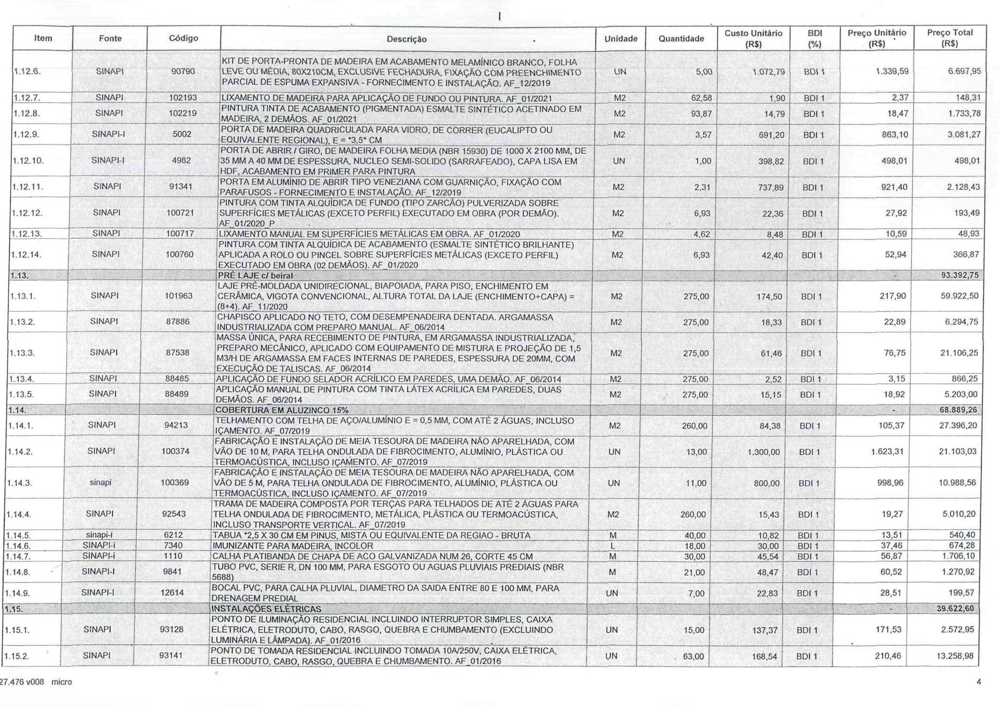 Item Fonte Código Descrição Unidade Quantidade Custo Unitário (R$) BDI (%) Preço Unitário (R$) Preço Total (R$)
1.12.6. SINAPI 90790 KIT DE PORTA-PRONTA DE MADEIRA EM ACABAMENTO MELAMÍNICO BRANCO, FOLHA
LEVE OU MÉDIA, 80X210CM, EXCLUSIVE FECHADURA, FIXAÇÃO COM PREENCHIMENTO
PARCIAL DE ESPUMA EXPANSIVA - FORNECIMENTO E INSTALAÇÃO. AF_12/2019 UN 5,00 1.072,79 BDI 1 1.339,59 6.697,95
1.12.7. SINAPI 102193 LIXAMENTO DE MADEIRA PARA APLICAÇÃO DE FUNDO OU PINTURA. AF_01/2021 M2 62,58 1,90 BDI 1 2,37 148,31
1.12.8. SINAPI 102219 PINTURA TINTA DE ACABAMENTO (PIGMENTADA) ESMALTE SINTÉTICO ACETINADO EM
MADEIRA, 2 DEMÃOS. AF_01/2021 M2 93,87 14,79 BDI 1 18,47 1.733,78
1.12.9. SINAPI-I 5002 PORTA DE MADEIRA QUADRICULADA PARA VIDRO, DE CORRER (EUCALIPTO OU
EQUIVALENTE REGIONAL), E = *3,5* CM M2 3,57 691,20 BDI 1 863,10 3.081,27
1.12.10. SINAPI-I 4982 PORTA DE ABRIR / GIRO, DE MADEIRA FOLHA MEDIA (NBR 15930) DE 1000 X 2100 MM, DE
35 MM A 40 MM DE ESPESSURA, NUCLEO SEMI-SOLIDO (SARRAFEADO), CAPA LISA EM
HDF, ACABAMENTO EM PRIMER PARA PINTURA UN 1,00 398,82 BDI 1 498,01 498,01
1.12.11. SINAPI 91341 PORTA EM ALUMÍNIO DE ABRIR TIPO VENEZIANA COM GUARNIÇÃO, FIXAÇÃO COM
PARAFUSOS - FORNECIMENTO E INSTALAÇÃO. AF_12/2019 M2 2,31 737,89 BDI 1 921,40 2.128,43
1.12.12. SINAPI 100721 PINTURA COM TINTA ALQUÍDICA DE FUNDO (TIPO ZARCÃO) PULVERIZADA SOBRE
SUPERFÍCIES METÁLICAS (EXCETO PERFIL) EXECUTADO EM OBRA (POR DEMÃO).
AF_01/2020_P M2 6,93 22,36 BDI 1 27,92 193,49
1.12.13. SINAPI 100717 LIXAMENTO MANUAL EM SUPERFÍCIES METÁLICAS EM OBRA. AF_01/2020 M2 4,62 8,48 BDI 1 10,59 48,93
1.12.14. SINAPI 100760 PINTURA COM TINTA ALQUÍDICA DE ACABAMENTO (ESMALTE SINTÉTICO BRILHANTE)
APLICADA A ROLO OU PINCEL SOBRE SUPERFÍCIES METÁLICAS (EXCETO PERFIL)
EXECUTADO EM OBRA (02 DEMÃOS). AF_01/2020 M2 6,93 42,40 BDI 1 52,94 366,87
1.13. PRÉ LAJE c/ beiral - 93.392,75
1.13.1. SINAPI 101963 LAJE PRÉ-MOLDADA UNIDIRECIONAL, BIAPOIADA, PARA PISO, ENCHIMENTO EM
CERÂMICA, VIGOTA CONVENCIONAL, ALTURA TOTAL DA LAJE (ENCHIMENTO+CAPA) =
(8+4). AF_11/2020 M2 275,00 174,50 BDI 1 217,90 59.922,50
1.13.2. SINAPI 87886 CHAPISCO APLICADO NO TETO, COM DESEMPENADEIRA DENTADA. ARGAMASSA
INDUSTRIALIZADA COM PREPARO MANUAL. AF_06/2014 M2 275,00 18,33 BDI 1 22,89 6.294,75
1.13.3. SINAPI 87538 MASSA ÚNICA, PARA RECEBIMENTO DE PINTURA, EM ARGAMASSA INDUSTRIALIZADA,
PREPARO MECÂNICO, APLICADO COM EQUIPAMENTO DE MISTURA E PROJEÇÃO DE 1,5
M3/H DE ARGAMASSA EM FACES INTERNAS DE PAREDES, ESPESSURA DE 20MM, COM
EXECUÇÃO DE TALISCAS. AF_06/2014 M2 275,00 61,46 BDI 1 76,75 21.106,25
1.13.4. SINAPI 88485 APLICAÇÃO DE FUNDO SELADOR ACRÍLICO EM PAREDES, UMA DEMÃO. AF_06/2014 M2 275,00 2,52 BDI 1 3,15 866,25
1.13.5. SINAPI 88489 APLICAÇÃO MANUAL DE PINTURA COM TINTA LÁTEX ACRÍLICA EM PAREDES, DUAS
DEMÃOS. AF_06/2014 M2 275,00 15,15 BDI 1 18,92 5.203,00
1.14. COBERTURA EM ALUZINCO 15% - 68.889,26
1.14.1. SINAPI 94213 TELHAMENTO COM TELHA DE AÇO/ALUMÍNIO E = 0,5 MM, COM ATÉ 2 ÁGUAS, INCLUSO
IÇAMENTO. AF_07/2019 M2 260,00 84,38 BDI 1 105,37 27.396,20
1.14.2. SINAPI 100374 FABRICAÇÃO E INSTALAÇÃO DE MEIA TESOURA DE MADEIRA NÃO APARELHADA, COM
VÃO DE 10 M, PARA TELHA ONDULADA DE FIBROCIMENTO, ALUMÍNIO, PLÁSTICA OU
TERMOACÚSTICA, INCLUSO IÇAMENTO. AF_07/2019 UN 13,00 1.300,00 BDI 1 1.623,31 21.103,03
1.14.3. sinapi 100369 FABRICAÇÃO E INSTALAÇÃO DE MEIA TESOURA DE MADEIRA NÃO APARELHADA, COM
VÃO DE 5 M, PARA TELHA ONDULADA DE FIBROCIMENTO, ALUMÍNIO, PLÁSTICA OU
TERMOACÚSTICA, INCLUSO IÇAMENTO. AF_07/2019 UN 11,00 800,00 BDI 1 998,96 10.988,56
1.14.4. SINAPI 92543 TRAMA DE MADEIRA COMPOSTA POR TERÇAS PARA TELHADOS DE ATÉ 2 ÁGUAS PARA
TELHA ONDULADA DE FIBROCIMENTO, METÁLICA, PLÁSTICA OU TERMOACÚSTICA,
INCLUSO TRANSPORTE VERTICAL. AF_07/2019 M2 260,00 15,43 BDI 1 19,27 5.010,20
1.14.5. sinapi-i 6212 TABUA *2,5 X 30 CM EM PINUS, MISTA OU EQUIVALENTE DA REGIAO - BRUTA M 40,00 10,82 BDI 1 13,51 540,40
1.14.6. SINAPI-i 7340 IMUNIZANTE PARA MADEIRA, INCOLOR L 18,00 30,00 BDI 1 37,46 674,28
1.14.7. SINAPI-i 1110 CALHA PLATIBANDA DE CHAPA DE ACO GALVANIZADA NUM 26, CORTE 45 CM M 30,00 45,54 BDI 1 56,87 1.706,10
1.14.8. SINAPI-I 9841 TUBO PVC, SERIE R, DN 100 MM, PARA ESGOTO OU AGUAS PLUVIAIS PREDIAIS (NBR
5688) M 21,00 48,47 BDI 1 60,52 1.270,92
1.14.9. SINAPI-I 12614 BOCAL PVC, PARA CALHA PLUVIAL, DIAMETRO DA SAIDA ENTRE 80 E 100 MM, PARA
DRENAGEM PREDIAL UN 7,00 22,83 BDI 1 28,51 199,57
1.15. INSTALAÇÕES ELÉTRICAS - 39.622,60
1.15.1. SINAPI 93128 PONTO DE ILUMINAÇÃO RESIDENCIAL INCLUINDO INTERRUPTOR SIMPLES, CAIXA
ELÉTRICA, ELETRODUTO, CABO, RASGO, QUEBRA E CHUMBAMENTO (EXCLUINDO
LUMINÁRIA E LÂMPADA). AF_01/2016 UN 15,00 137,37 BDI 1 171,53 2.572,95
1.15.2. SINAPI 93141 PONTO DE TOMADA RESIDENCIAL INCLUINDO TOMADA 10A/250V, CAIXA ELÉTRICA,
ELETRODUTO, CABO, RASGO, QUEBRA E CHUMBAMENTO. AF_01/2016 UN 63,00 168,54 BDI 1 210,46 13.258,98
27.476 v008 micro 4